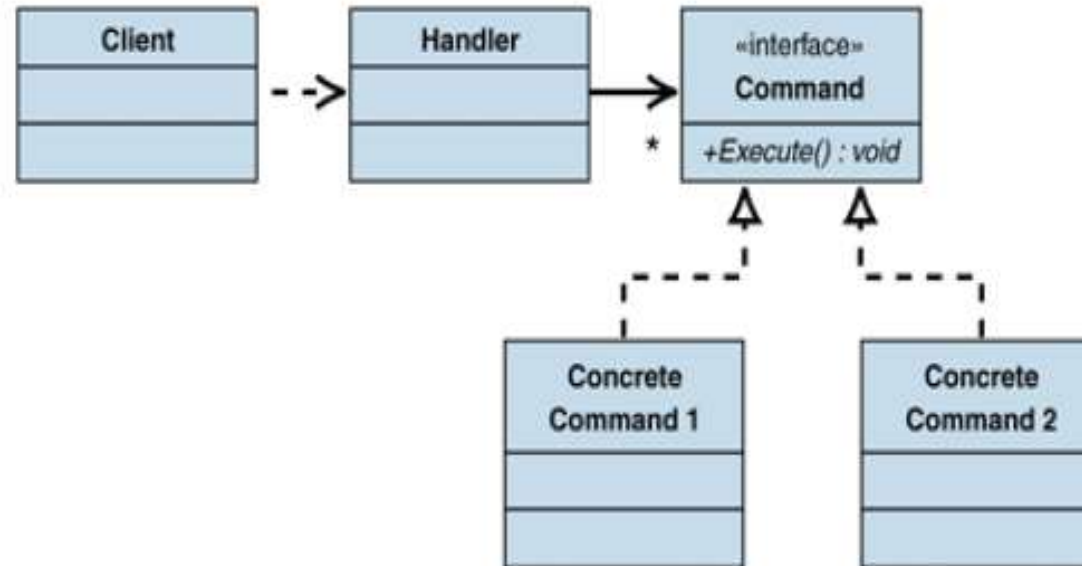 Client
Handler
«interface»
Command
+Execute() : void
*
Concrete
Command 1
Concrete
Command 2